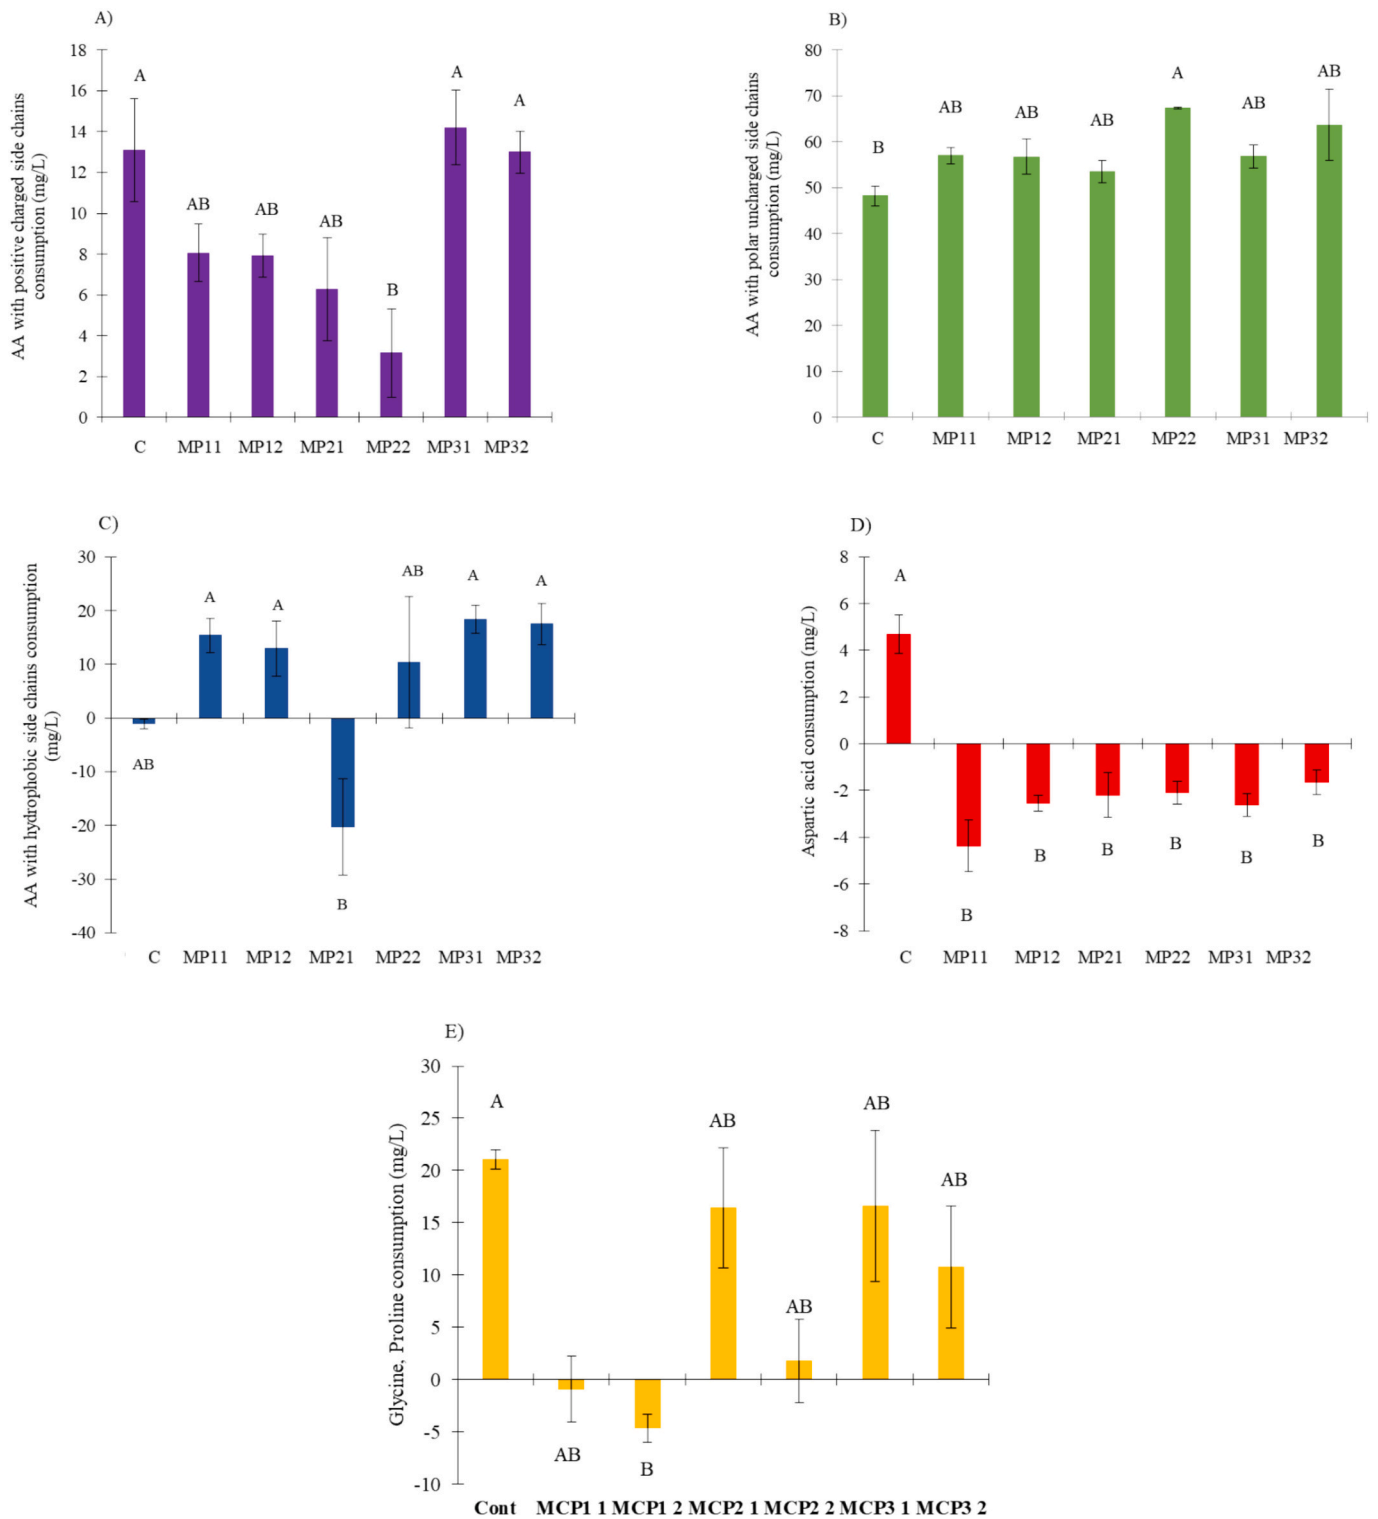 A)
AA with positive charged side chains
consumption (mg/L)
18
16
14
12
10
8
6
4
2
0
A
AB
AB
AB
B
A
A
C MP11 MP12 MP21 MP22 MP31 MP32
B)
AA with polar uncharged side chains
consumption (mg/L)
80
70
60
50
40
30
20
10
0
B
AB
AB
AB
A
AB
AB
C MP11 MP12 MP21 MP22 MP31 MP32
C)
AA with hydrophobic side chains consumption
(mg/L)
30
20
10
0
-10
-20
-30
-40
AB
A
A
B
AB
A
A
C MP11 MP12 MP21 MP22 MP31 MP32
D)
Aspartic acid consumption (mg/L)
8
6
4
2
0
-2
-4
-6
-8
A
B
B
B
B
B
B
C MP11 MP12 MP21 MP22 MP31 MP32
E)
Glycine, Proline consumption (mg/L)
30
25
20
15
10
5
0
-5
-10
A
AB
B
AB
AB
AB
AB
Cont MCP1 1 MCP1 2 MCP2 1 MCP2 2 MCP3 1 MCP3 2